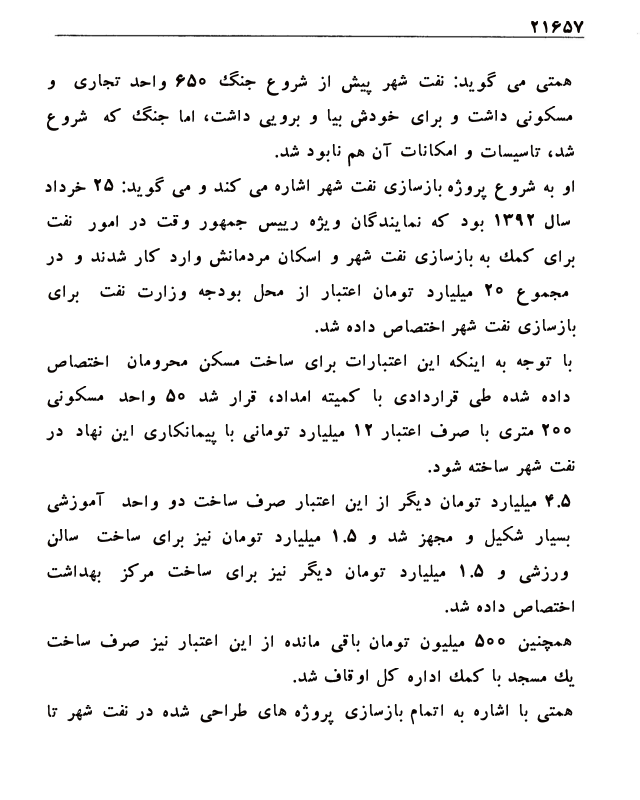 ۲۱۶۵۷
همتی می گوید: نفت شهر پیش از شروع جنگ ۶۵۰ واحد تجاری و
مسکونی داشت و برای خودش بیا و برویی داشت، اما جنگ که شروع
شد، تاسیسات و امکانات آن هم نابود شد.
او به شروع پروژه بازسازی نفت شهر اشاره می کند و می گوید: ۲۵ خرداد
سال ۱۳۹۲ بود که نمایندگان ویژه رییس جمهور وقت در امور نفت
برای کمک به بازسازی نفت شهر و اسکان مردمانش وارد کار شدند و در
مجموع ۲۰ میلیارد تومان اعتبار از محل بودجه وزارت نفت برای
بازسازی نفت شهر اختصاص داده شد.
با توجه به اینکه این اعتبارات برای ساخت مسکن محرومان اختصاص
داده شده طی قراردادی با کمیته امداد، قرار شد ۵۰ واحد مسکونی
۲۰۰ متری با صرف اعتبار ۱۲ میلیارد تومانی با پیمانکاری این نهاد در
نفت شهر ساخته شود.
۴.۵ میلیارد تومان دیگر از این اعتبار صرف ساخت دو واحد آموزشی
بسیار شکیل و مجهز شد و ۱.۵ میلیارد تومان نیز برای ساخت سالن
ورزشی و ۱.۵ میلیارد تومان دیگر نیز برای ساخت مرکز بهداشت
اختصاص داده شد.
همچنین ۵۰۰ میلیون تومان باقی مانده از این اعتبار نیز صرف ساخت
یك مسجد با کمك اداره کل اوقاف شد.
همتی با اشاره به اتمام بازسازی پروژه های طراحی شده در نفت شهر تا